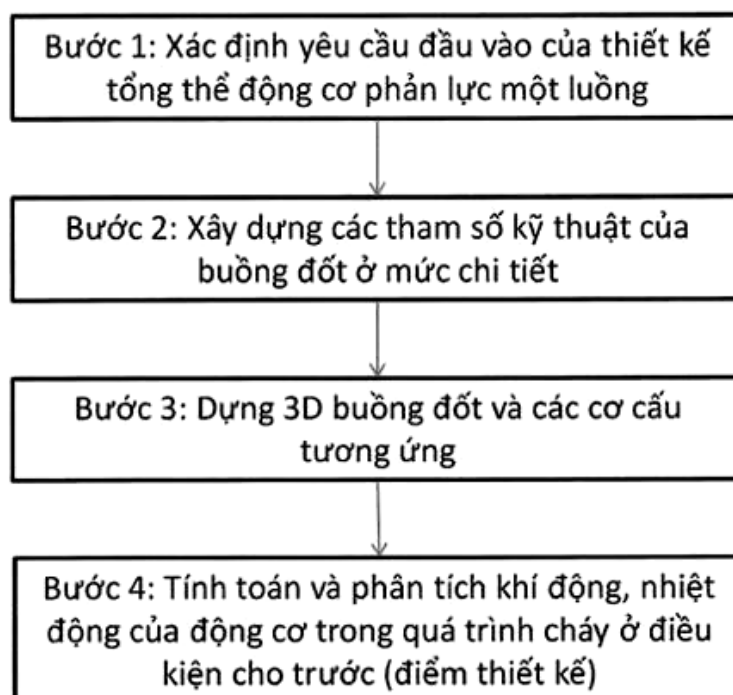 Bước 1: Xác định yêu cầu đầu vào của thiết kế
tổng thể động cơ phản lực một luồng
Bước 2: Xây dựng các tham số kỹ thuật của
buồng đốt ở mức chi tiết
Bước 3: Dựng 3D buồng đốt và các cơ cấu
tương ứng
Bước 4: Tính toán và phân tích khí động, nhiệt
động của động cơ trong quá trình cháy ở điều
kiện cho trước (điểm thiết kế)